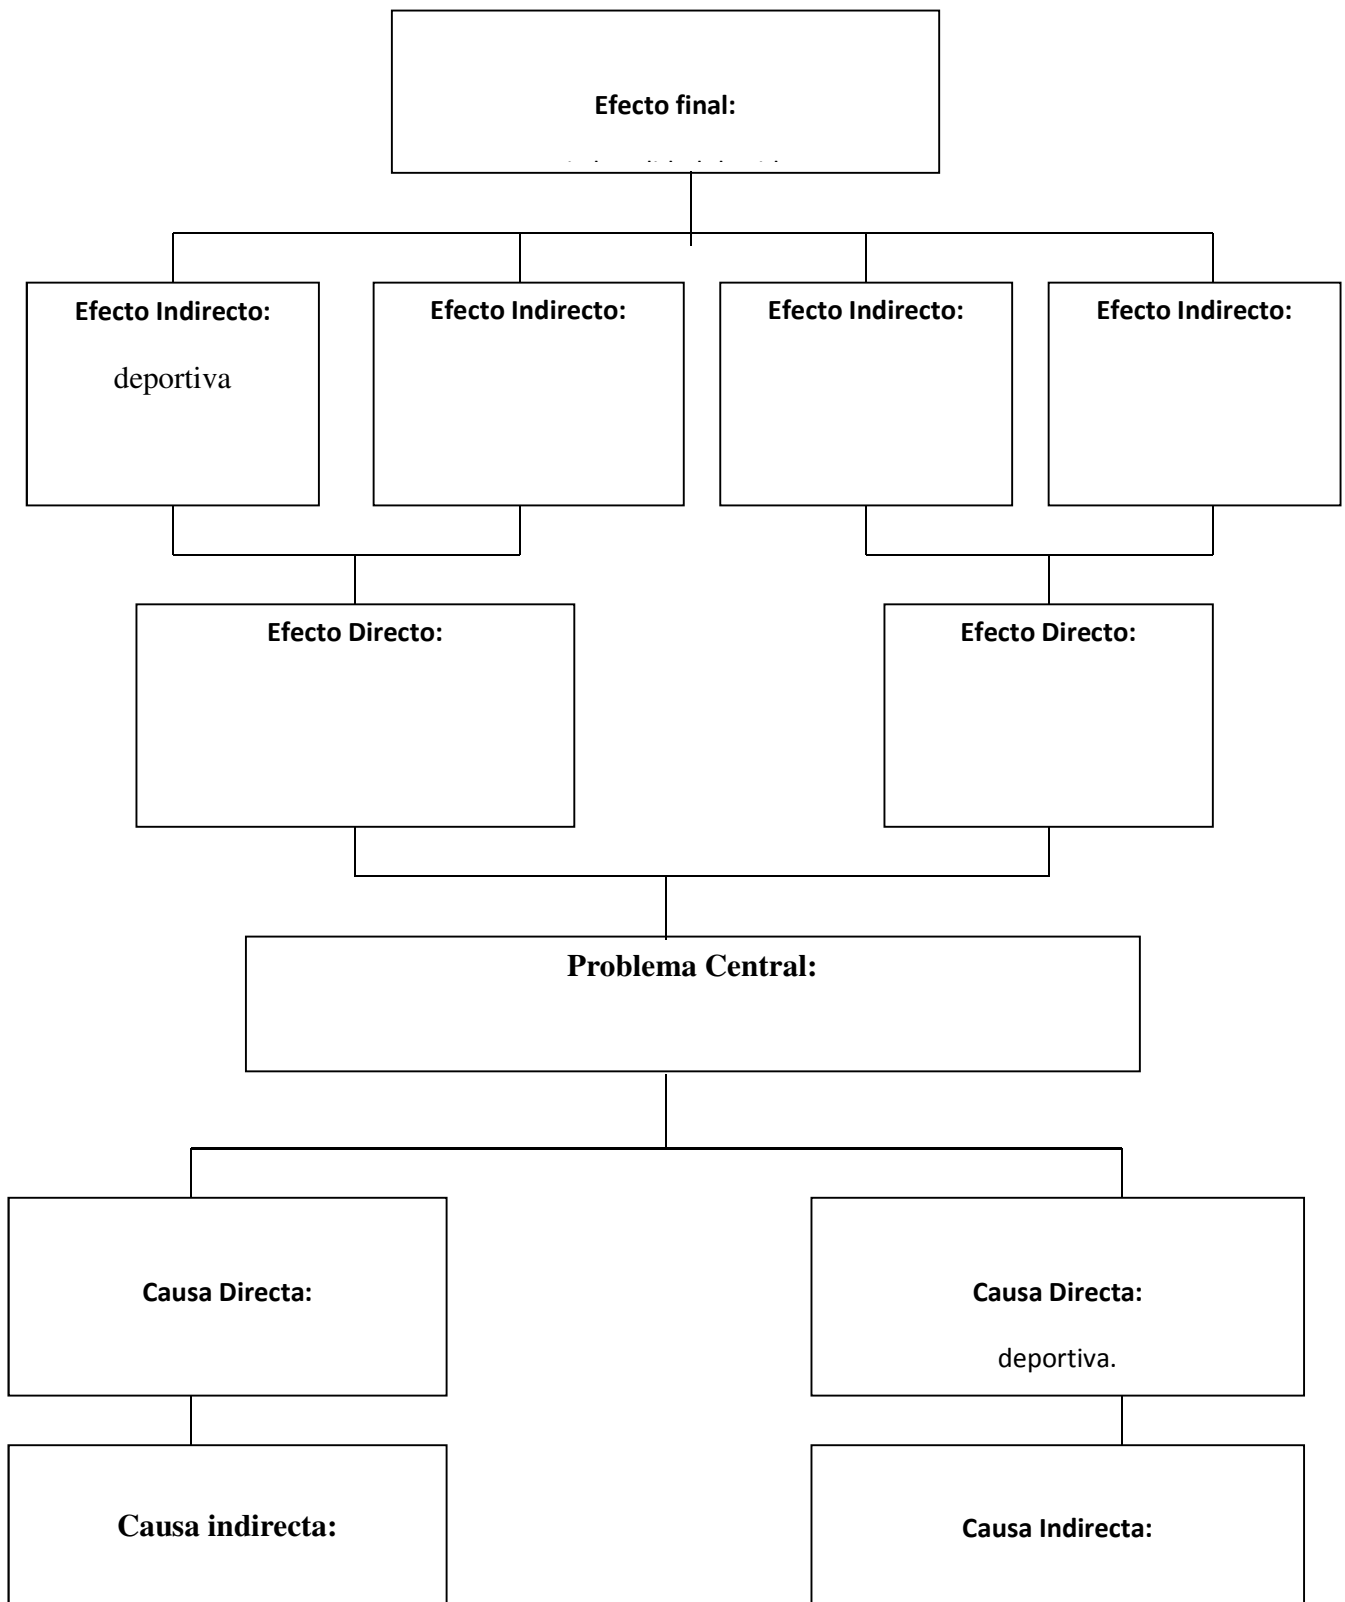 Efecto final:
Efecto Indirecto:
deportiva
Efecto Indirecto:
Efecto Indirecto:
Efecto Indirecto:
Efecto Directo:
Efecto Directo:
Problema Central:
Causa Directa:
Causa Directa:
deportiva.
Causa indirecta:
Causa Indirecta: